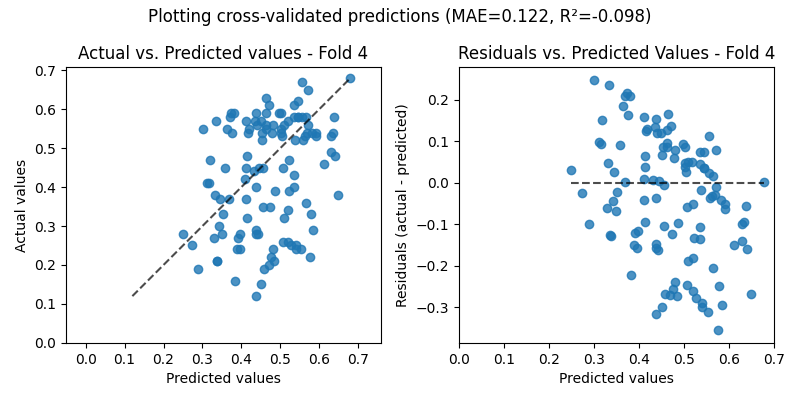 Plotting cross-validated predictions (MAE=0.122, R²=-0.098)
Actual vs. Predicted values - Fold 4
Actual values
0.7
0.6
0.5
0.4
0.3
0.2
0.1
0.0
0.0 0.1 0.2 0.3 0.4 0.5 0.6 0.7
Predicted values
Residuals vs. Predicted Values - Fold 4
Residuals (actual - predicted)
0.2
0.1
0.0
−0.1
−0.2
−0.3
0.0 0.1 0.2 0.3 0.4 0.5 0.6 0.7
Predicted values